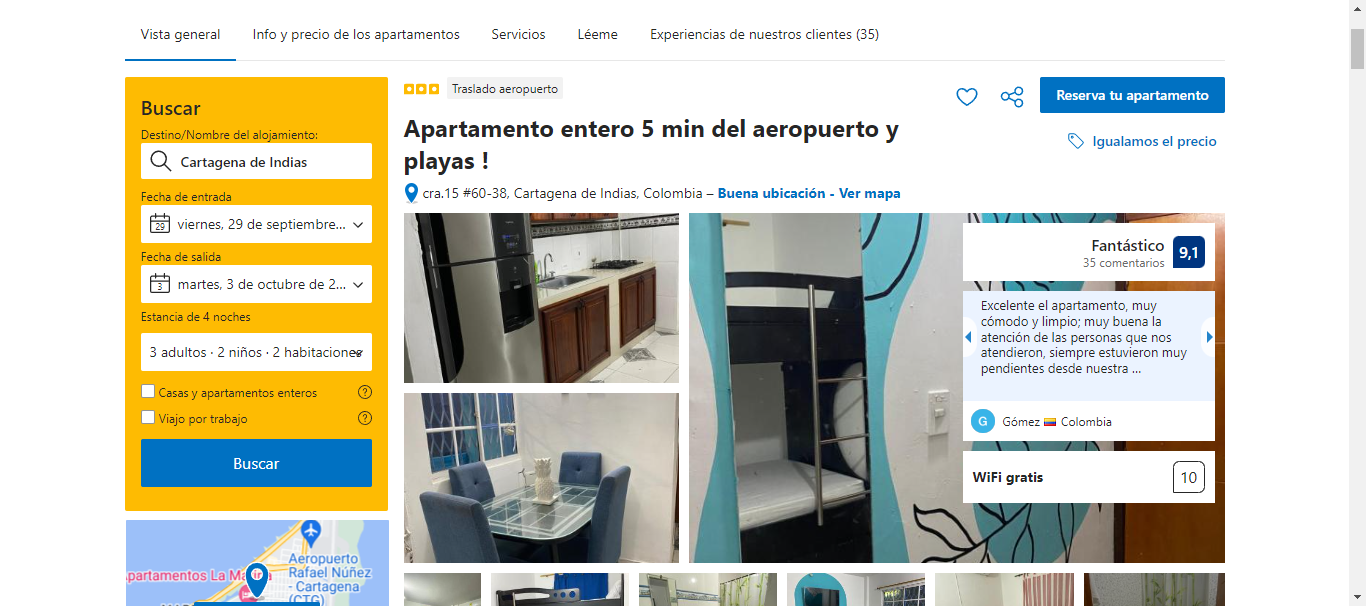 Vista general
Info y precio de los apartamentos
Servicios
Léeme
Experiencias de nuestros clientes (35)
Buscar
Destino/Nombre del alojamiento:
Cartagena de Indias
Fecha de entrada
29
viernes, 29 de septiembre...
Fecha de salida
3
martes, 3 de octubre de 2...
Estancia de 4 noches
3 adultos · 2 niños · 2 habitaciones
Casas y apartamentos enteros
Viajo por trabajo
Buscar
Traslado aeropuerto
Reserva tu apartamento
Apartamento entero 5 min del aeropuerto y
playas !
Igualamos el precio
cra.15 #60-38, Cartagena de Indias, Colombia – Buena ubicación - Ver mapa
Fantástico
35 comentarios
9,1
Excelente el apartamento, muy
cómodo y limpio; muy buena la
atención de las personas que nos
atendieron, siempre estuvieron muy
pendientes desde nuestra ...
G
Gómez
Colombia
WiFi gratis
10
Aeropuerto
Rafael Núñez
Cartagena
(CTG)
partamentos La Ma